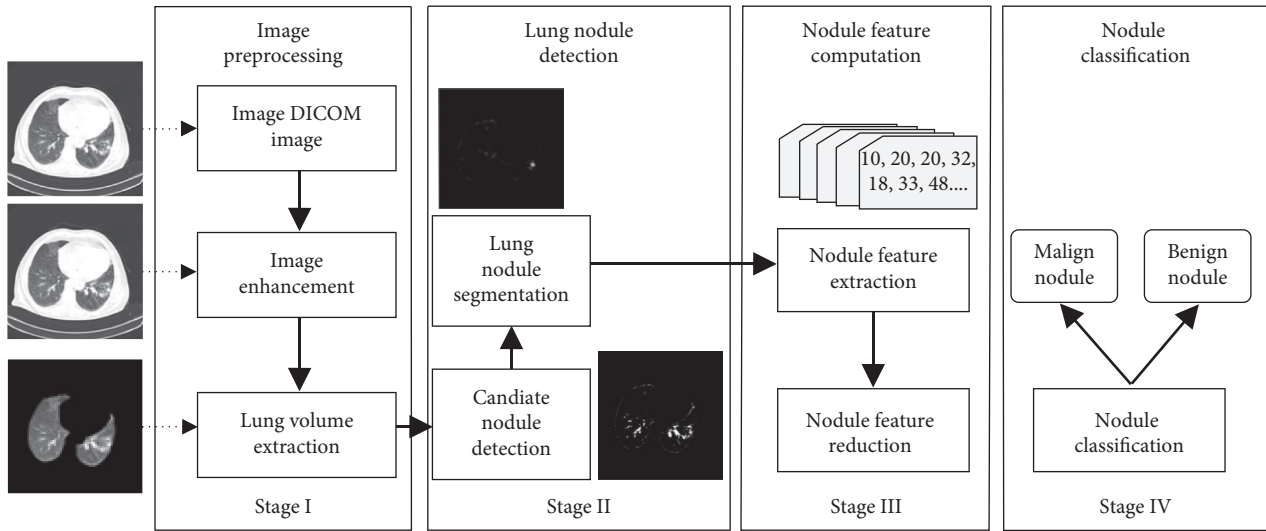 Image
preprocessing
Image DICOM
image
Image
enhancement
Lung volume
extraction
Stage I
Lung nodule
detection
Lung
nodule
segmentation
Candiate
nodule
detection
Stage II
Nodule feature
computation
10, 20, 20, 32,
18, 33, 48....
Nodule feature
extraction
Nodule feature
reduction
Stage III
Nodule
classification
Malign
nodule
Benign
nodule
Nodule
classification
Stage IV